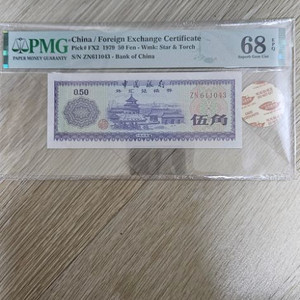 PMG
PAPER MONEY GUARANTY
China / Foreign Exchange Certificate
Pick# FX2 1979 50 Fen - Wmk: Star & Torch
S/N ZN611043 - Bank of China
68 EPQ
Superb Gem Unc
中国银行
外汇兑换券
0.50
ZN611043
伍角